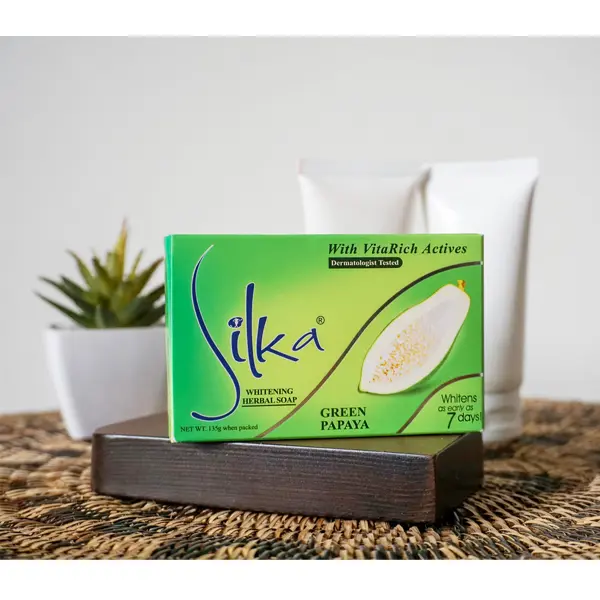 With VitaRich Actives
Dermatologist Tested
Silka®
WHITENING
HERBAL SOAP
GREEN
PAPAYA
Whitens
as early as
7 days!
NET WT. 135g when packed